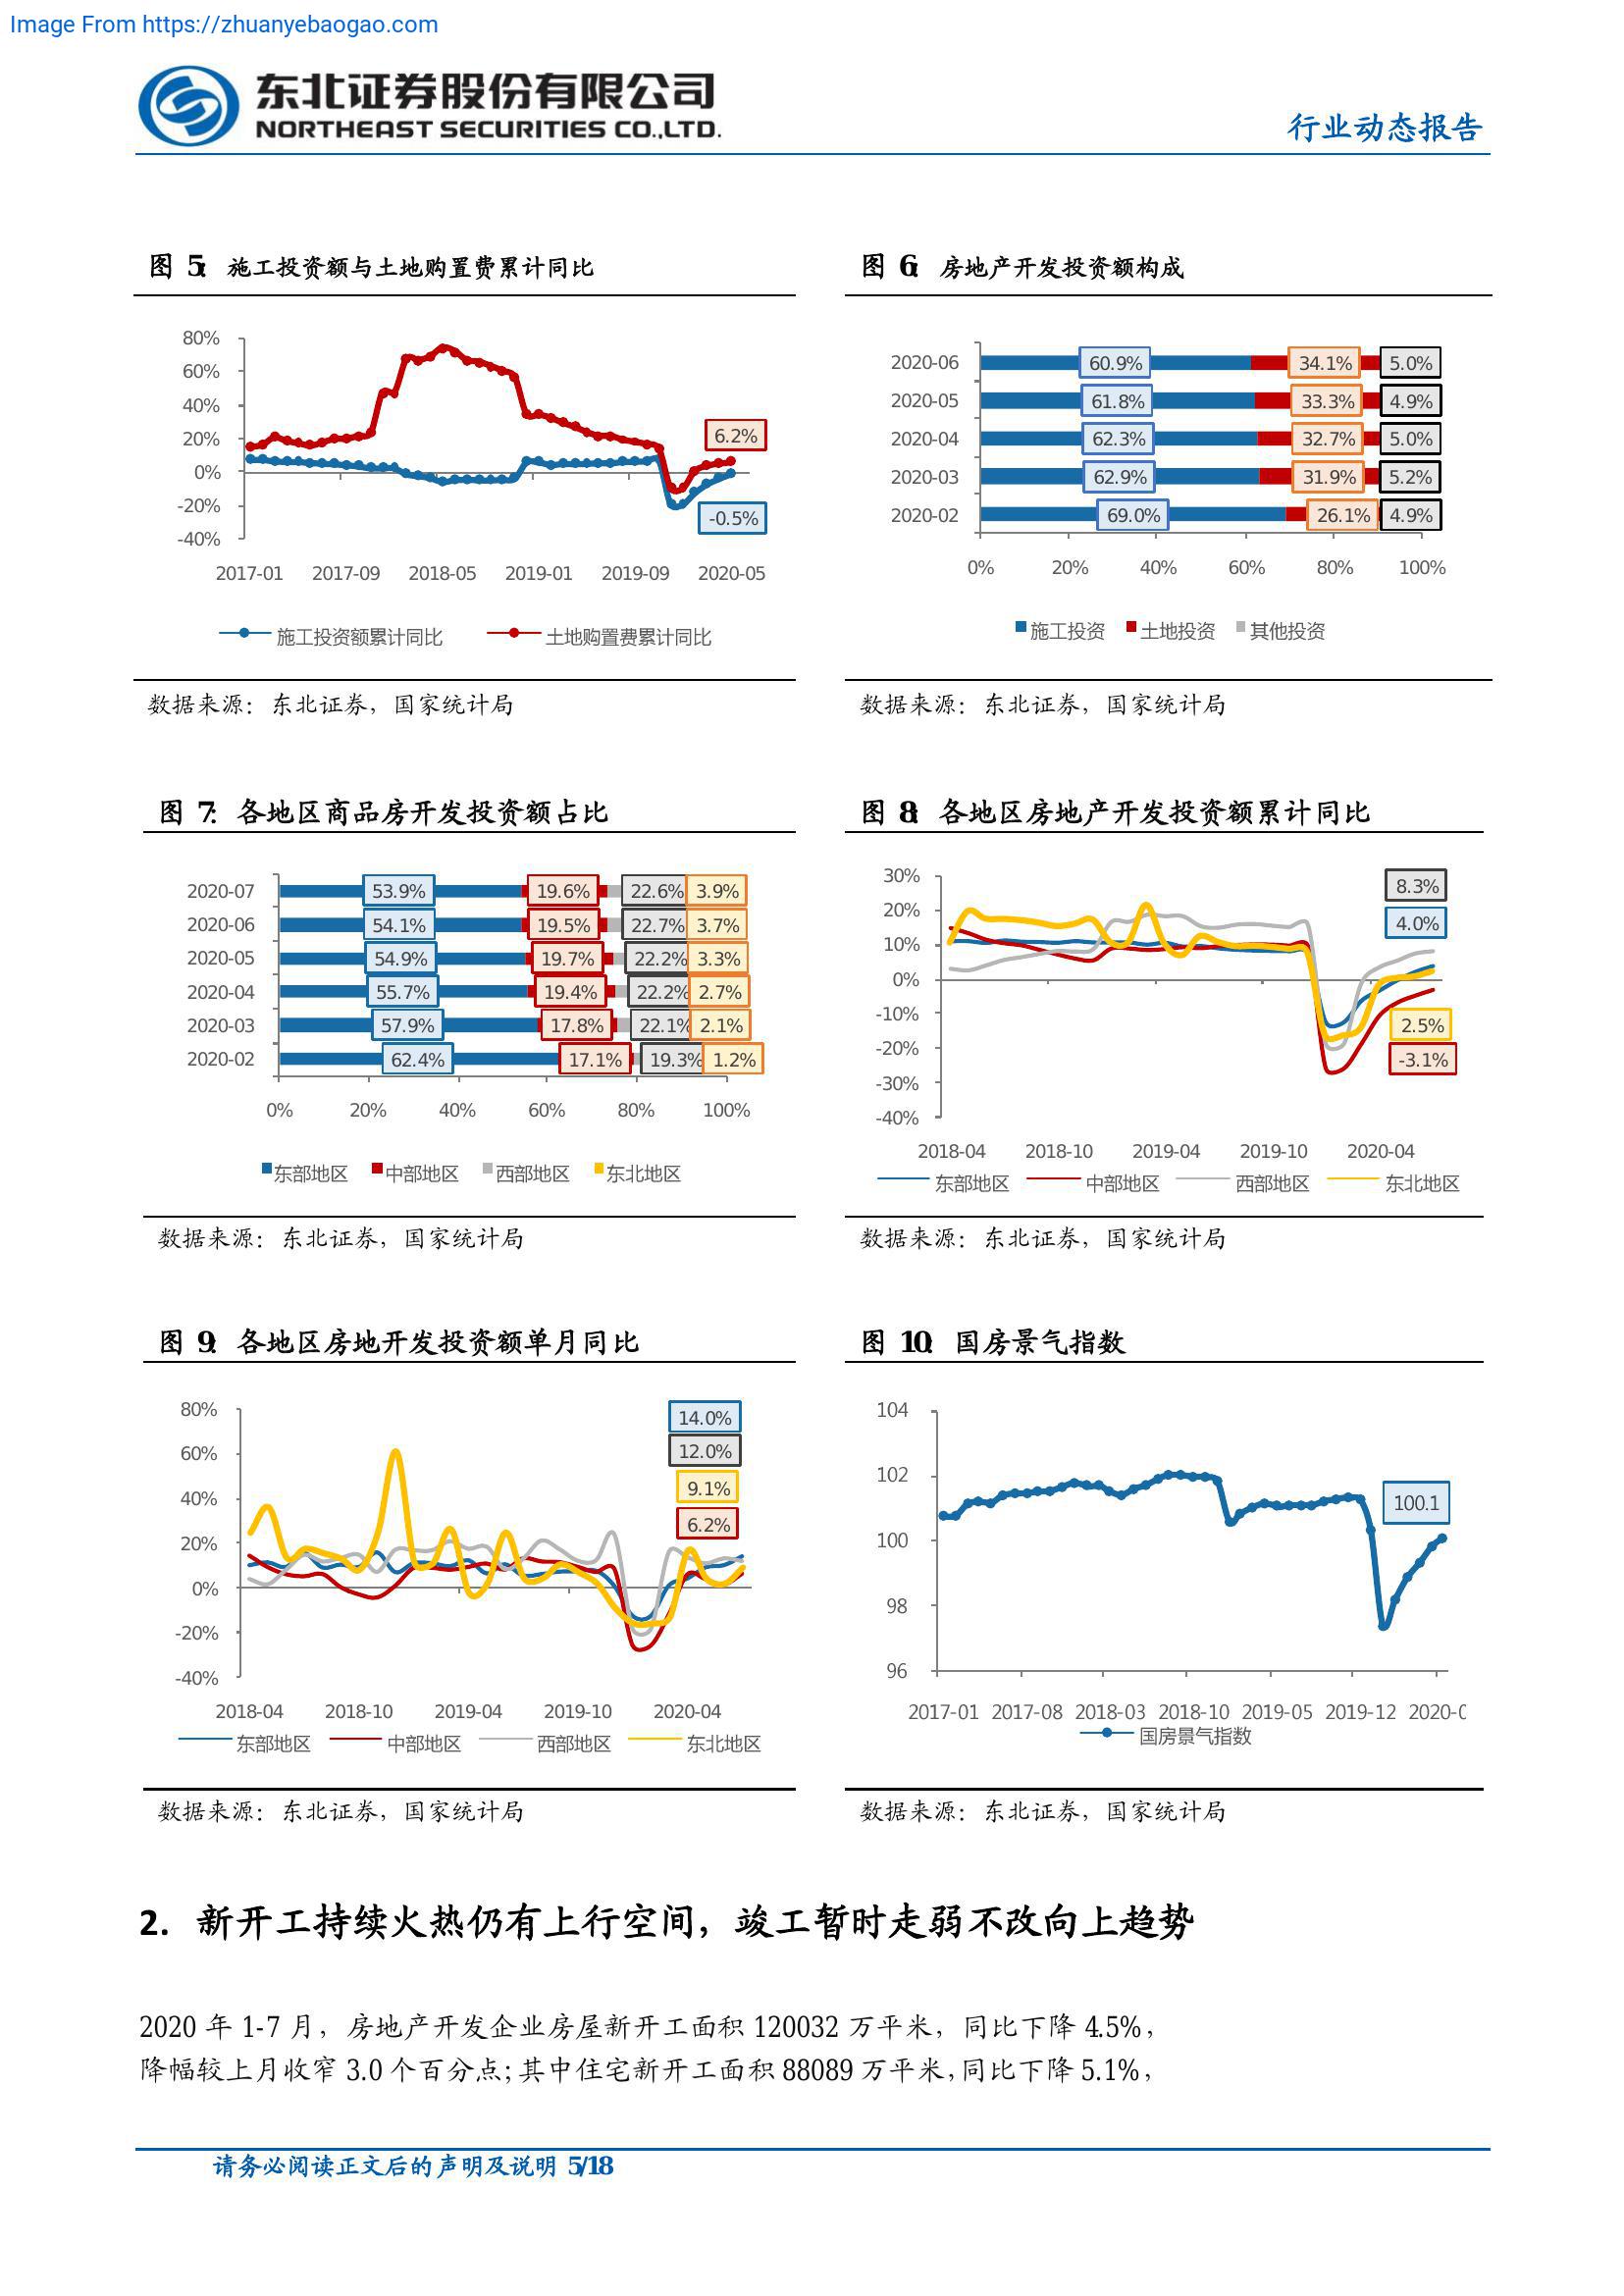 Image From https://zhuanyebaogao.com
东北证券股份有限公司
NORTHEAST SECURITIES CO.,LTD.
行业动态报告
图 5: 施工投资额与土地购置费累计同比
80%
60%
40%
20%
0%
-20%
-40%
6.2%
-0.5%
2017-01 2017-09 2018-05 2019-01 2019-09 2020-05
施工投资额累计同比 土地购置费累计同比
数据来源：东北证券，国家统计局
图 6: 房地产开发投资额构成
2020-06 60.9% 34.1% 5.0%
2020-05 61.8% 33.3% 4.9%
2020-04 62.3% 32.7% 5.0%
2020-03 62.9% 31.9% 5.2%
2020-02 69.0% 26.1% 4.9%
0% 20% 40% 60% 80% 100%
施工投资 土地投资 其他投资
数据来源：东北证券，国家统计局
图 7: 各地区商品房开发投资额占比
2020-07 53.9% 19.6% 22.6% 3.9%
2020-06 54.1% 19.5% 22.7% 3.7%
2020-05 54.9% 19.7% 22.2% 3.3%
2020-04 55.7% 19.4% 22.2% 2.7%
2020-03 57.9% 17.8% 22.1% 2.1%
2020-02 62.4% 17.1% 19.3% 1.2%
0% 20% 40% 60% 80% 100%
东部地区 中部地区 西部地区 东北地区
数据来源：东北证券，国家统计局
图 8: 各地区房地产开发投资额累计同比
30%
20%
10%
0%
-10%
-20%
-30%
-40%
8.3%
4.0%
2.5%
-3.1%
2018-04 2018-10 2019-04 2019-10 2020-04
东部地区 中部地区 西部地区 东北地区
数据来源：东北证券，国家统计局
图 9: 各地区房地开发投资额单月同比
80%
60%
40%
20%
0%
-20%
-40%
14.0%
12.0%
9.1%
6.2%
2018-04 2018-10 2019-04 2019-10 2020-04
东部地区 中部地区 西部地区 东北地区
数据来源：东北证券，国家统计局
图 10: 国房景气指数
104
102
100
98
96
100.1
2017-01 2017-08 2018-03 2018-10 2019-05 2019-12 2020-0
国房景气指数
数据来源：东北证券，国家统计局
2. 新开工持续火热仍有上行空间，竣工暂时走弱不改向上趋势
2020 年 1-7 月，房地产开发企业房屋新开工面积 120032 万平米，同比下降 4.5%，
降幅较上月收窄 3.0 个百分点；其中住宅新开工面积 88089 万平米，同比下降 5.1%，
请务必阅读正文后的声明及说明 5/18